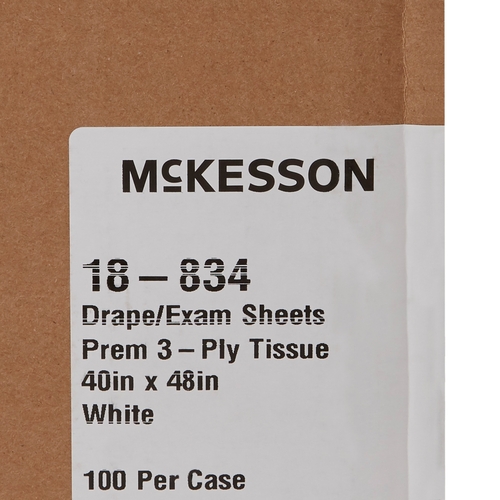 McKESSON
18 – 834
Drape/Exam Sheets
Prem 3 – Ply Tissue
40in x 48in
White
100 Per Case